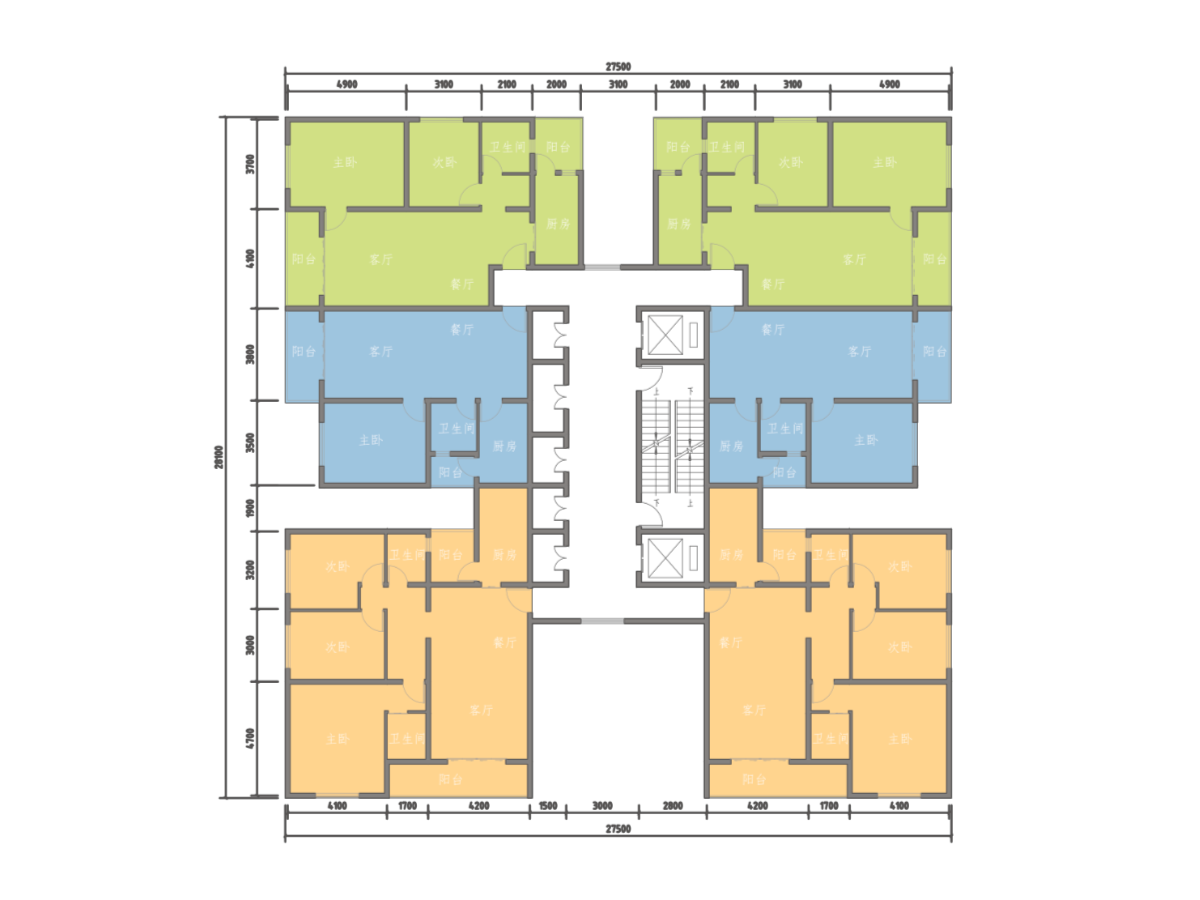 27500
4900 3100 2100 2000 3100 2000 2100 3100 4900
主卧 次卧 卫生间 阳台 阳台 卫生间 次卧 主卧
3700
厨房 厨房
阳台 客厅 客厅 阳台
4100
餐厅 餐厅
餐厅 餐厅
阳台 客厅 客厅 阳台
3800
上 下
卫生间 卫生间
主卧 厨房 厨房 主卧
3500
28100
阳台 阳台
下 上
1900
卫生间 阳台 厨房 厨房 阳台 卫生间
次卧 次卧
3200
餐厅 餐厅
次卧 次卧
3000
客厅 客厅
主卧 卫生间 卫生间 主卧
4700
阳台 阳台
4100 1700 4200 1500 3000 2800 4200 1700 4100
27500